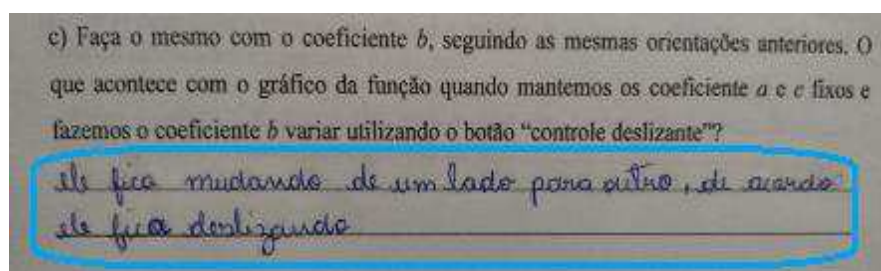 c) Faça o mesmo com o coeficiente b, seguindo as mesmas orientações anteriores. O
que acontece com o gráfico da função quando mantemos os coeficiente a e c fixos e
fazemos o coeficiente b variar utilizando o botão “controle deslizante”?
ele fica mudando de um lado para outro, de acordo
ele fica deslizando